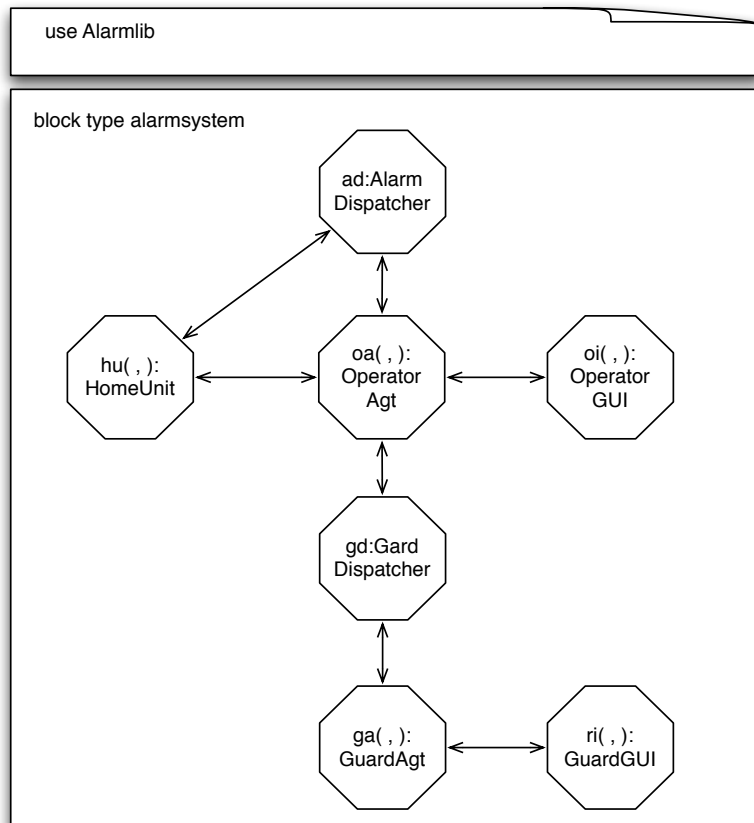 use Alarmlib
block type alarmsystem
ad:Alarm
Dispatcher
hu( , ):
HomeUnit
oa( , ):
Operator
Agt
oi( , ):
Operator
GUI
gd:Gard
Dispatcher
ga( , ):
GuardAgt
ri( , ):
GuardGUI